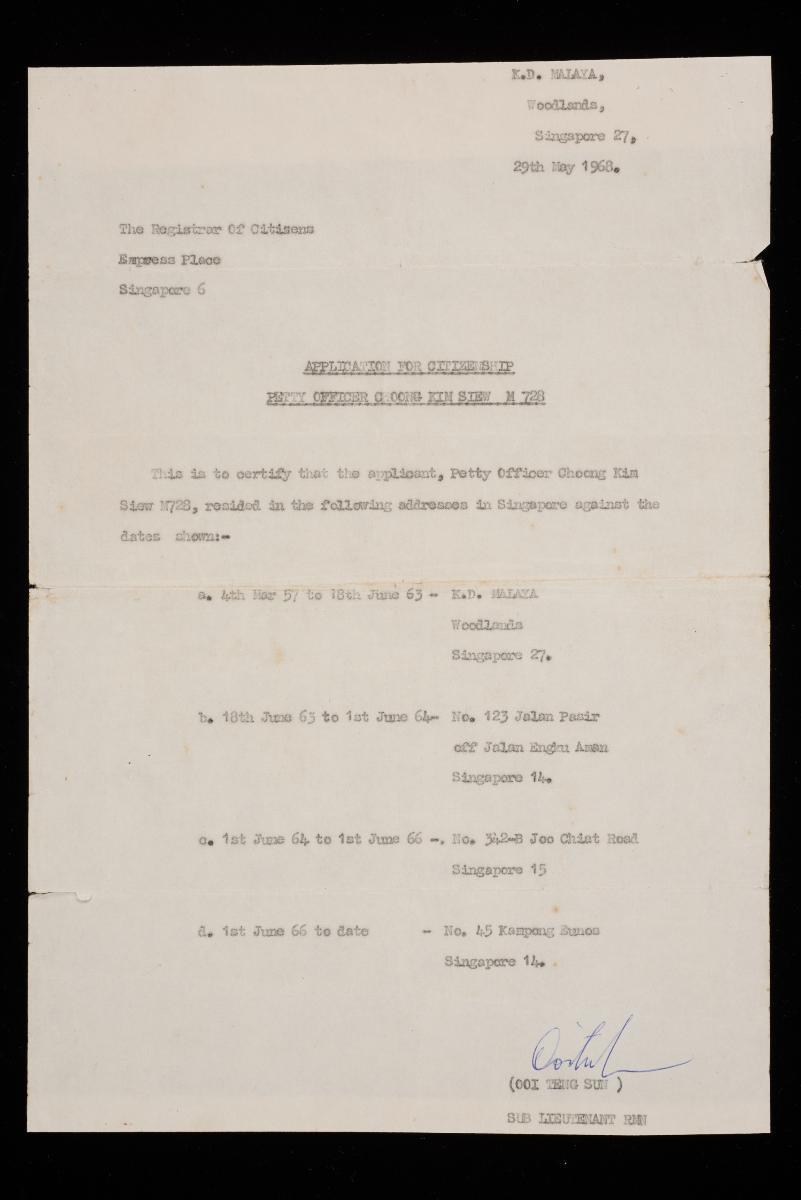 K.D. MALAYA,
Woodlands,
Singapore 27,
29th May 1968.
The Registrar Of Citizens
Empress Place
Singapore 6
APPLICATION FOR CITIZENSHIP
PETTY OFFICER CHOONG KIM SIEW M 728
This is to certify that the applicant, Petty Officer Choong Kim
Siew M728, resided in the following addresses in Singapore against the
dates shown:-
a. 4th Mar 57 to 18th June 63 - K.D. MALAYA
Woodlands
Singapore 27.
b. 18th June 63 to 1st June 64- No. 123 Jalan Pasir
off Jalan Engku Aman
Singapore 14.
c. 1st June 64 to 1st June 66 -. No. 342-B Joo Chiat Road
Singapore 15
d. 1st June 66 to date - No. 45 Kampong Eunos
Singapore 14.
(OOI TENG SUN )
SUB LIEUTENANT RMN